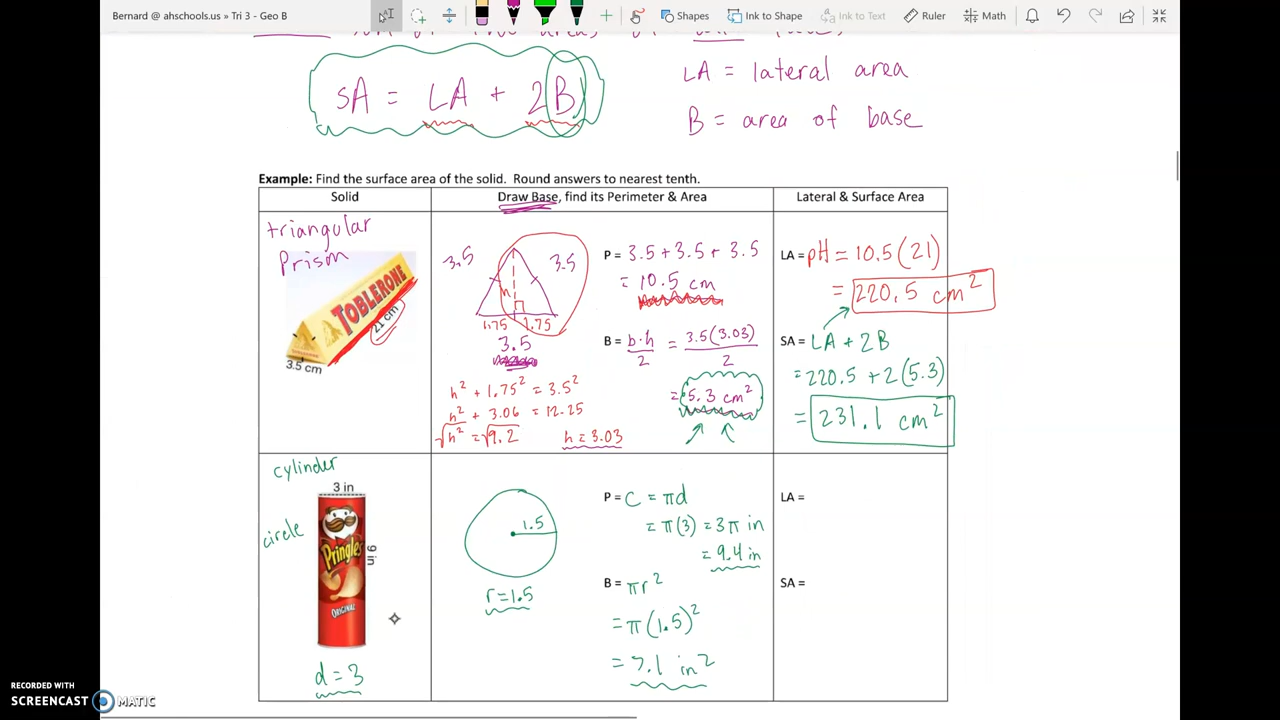 Bernard @ ahschools.us » Tri 3 - Geo B
Shapes
Ink to Shape
Ink to Text
Ruler
Math
SA = LA + 2B
LA = lateral area
B = area of base
Example: Find the surface area of the solid. Round answers to nearest tenth.
Solid
Draw Base, find its Perimeter & Area
Lateral & Surface Area
triangular
Prism
TOBLERONE
21 cm
3.5 cm
3.5
3.5
h
1.75
1.75
3.5
h² + 1.75² = 3.5²
h² + 3.06 = 12.25
√h² = √9.2
h = 3.03
P = 3.5 + 3.5 + 3.5
= 10.5 cm
B = b·h/2 = 3.5(3.03)/2
= 5.3 cm²
LA = pH = 10.5(21)
= 220.5 cm²
SA = LA + 2B
= 220.5 + 2(5.3)
= 231.1 cm²
cylinder
3 in
circle
Pringles
ORIGINAL
9 in
d = 3
1.5
r = 1.5
P = C = πd
= π(3) = 3π in
= 9.4 in
B = πr²
= π(1.5)²
= 7.1 in²
LA =
SA =
RECORDED WITH
SCREENCAST MATIC